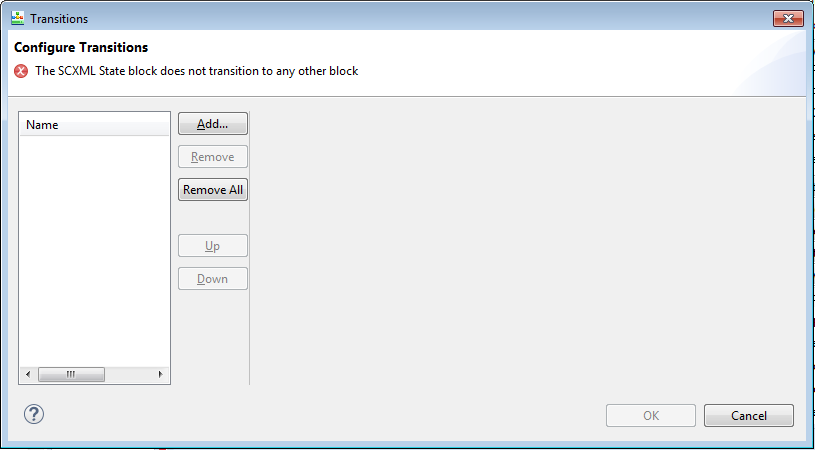 Transitions
Configure Transitions
The SCXML State block does not transition to any other block
Name
Add...
Remove
Remove All
Up
Down
?
OK
Cancel